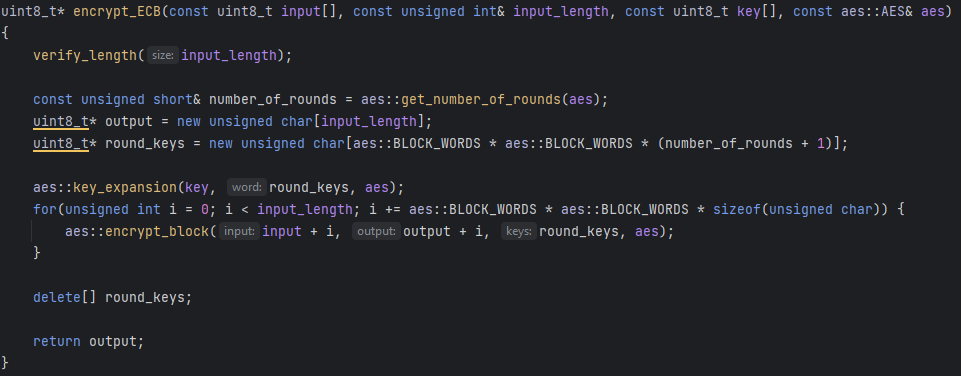 uint8_t* encrypt_ECB(const uint8_t input[], const unsigned int& input_length, const uint8_t key[], const aes::AES& aes)
{
    verify_length( size: input_length);

    const unsigned short& number_of_rounds = aes::get_number_of_rounds(aes);
    uint8_t* output = new unsigned char[input_length];
    uint8_t* round_keys = new unsigned char[aes::BLOCK_WORDS * aes::BLOCK_WORDS * (number_of_rounds + 1)];

    aes::key_expansion(key, word: round_keys, aes);
    for(unsigned int i = 0; i < input_length; i += aes::BLOCK_WORDS * aes::BLOCK_WORDS * sizeof(unsigned char)) {
        aes::encrypt_block( input: input + i, output: output + i, keys: round_keys, aes);
    }

    delete[] round_keys;

    return output;
}